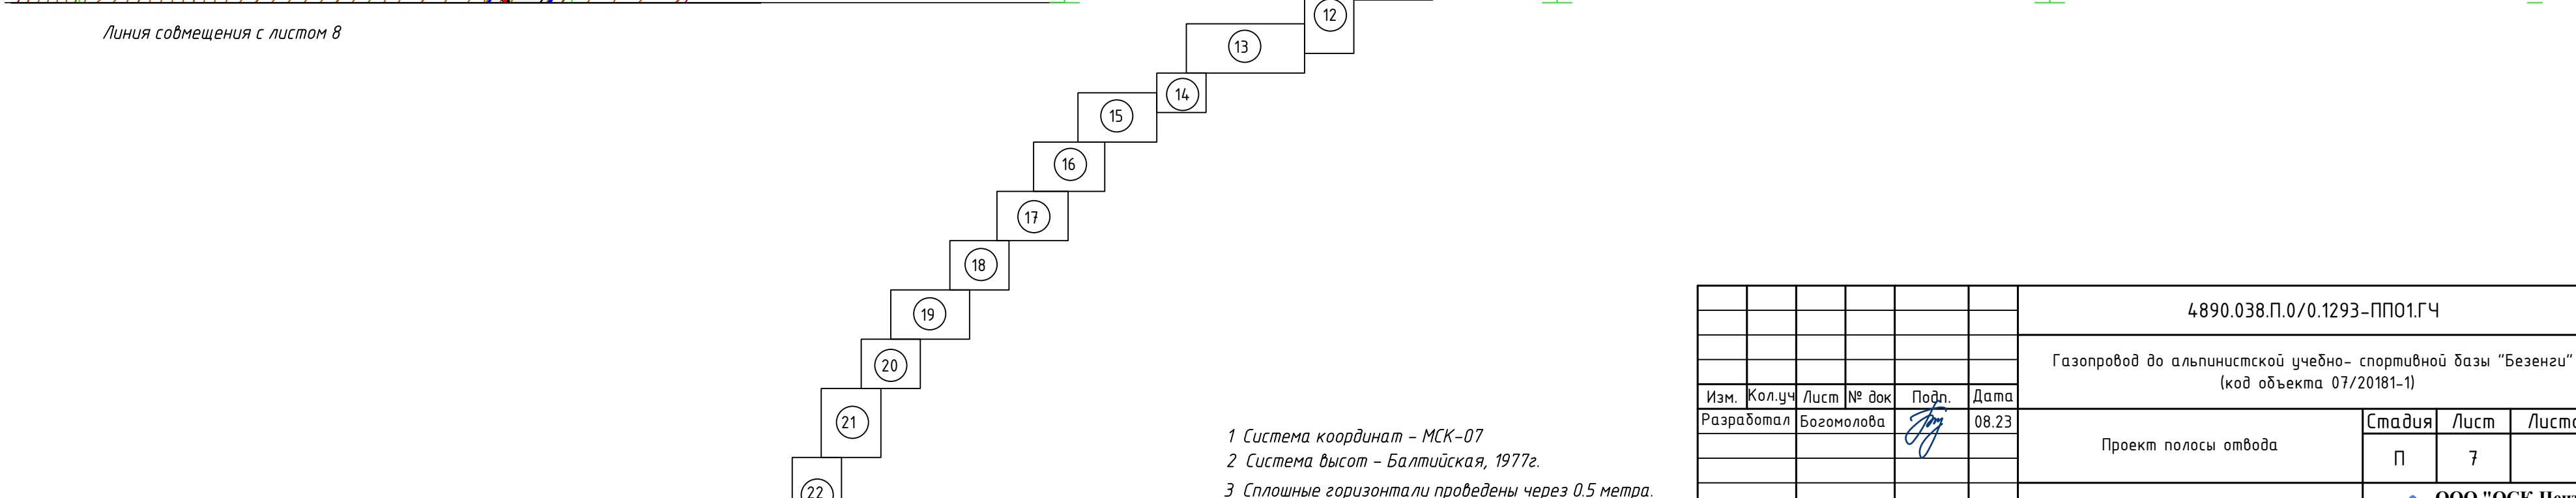 Линия совмещения с листом 8
12
13
14
15
16
17
18
19
20
21
22
1 Система координат - МСК-07
2 Система высот - Балтийская, 1977г.
3 Сплошные горизонтали проведены через 0.5 метра.
4890.038.П.0/0.1293-ППО1.ГЧ
Газопровод до альпинистской учебно- спортивной базы "Безенги"
(код объекта 07/20181-1)
Изм. Кол.уч Лист № док Подп. Дата
Разработал Богомолова 08.23
Проект полосы отвода
Стадия Лист
П 7
ООО "ОСК